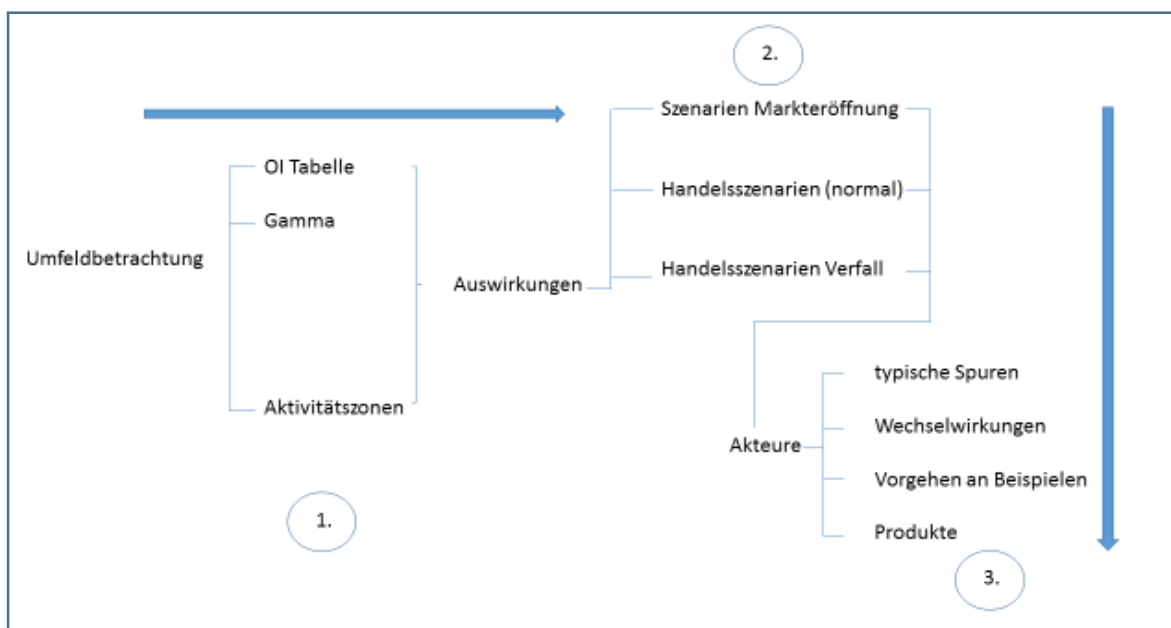 2.
Szenarien Markteröffnung
OI Tabelle
Handelsszenarien (normal)
Gamma
Umfeldbetrachtung
Handelsszenarien Verfall
Auswirkungen
typische Spuren
Aktivitätszonen
Wechselwirkungen
Akteure
Vorgehen an Beispielen
1.
Produkte
3.